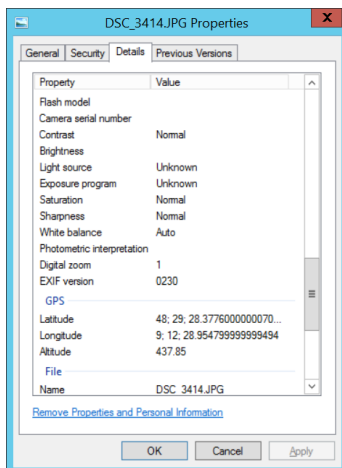 DSC_3414.JPG Properties
X
General Security Details Previous Versions
Property Value
Flash model
Camera serial number
Contrast Normal
Brightness
Light source Unknown
Exposure program Unknown
Saturation Normal
Sharpness Normal
White balance Auto
Photometric interpretation
Digital zoom 1
EXIF version 0230
GPS
Latitude 48; 29; 28.3776000000070...
Longitude 9; 12; 28.954799999999494
Altitude 437.85
File
Name DSC_3414.JPG
Remove Properties and Personal Information
OK Cancel Apply